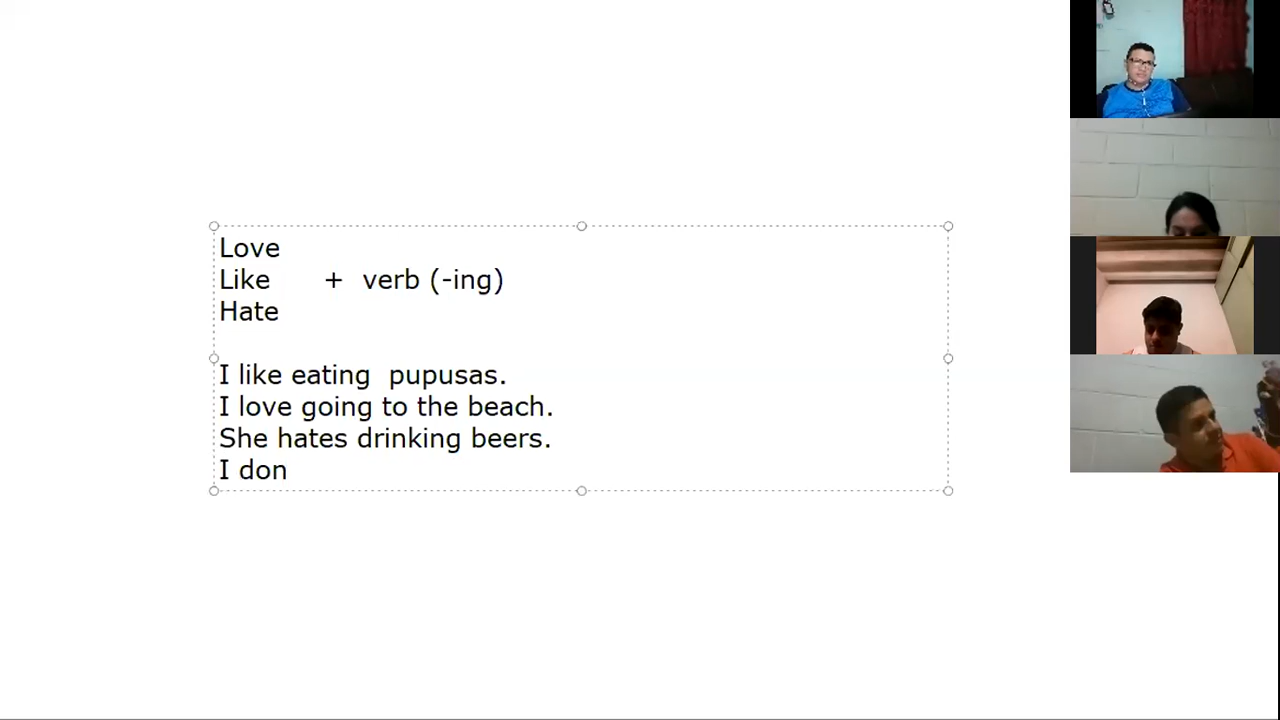 Love
Like + verb (-ing)
Hate
I like eating pupusas.
I love going to the beach.
She hates drinking beers.
I don